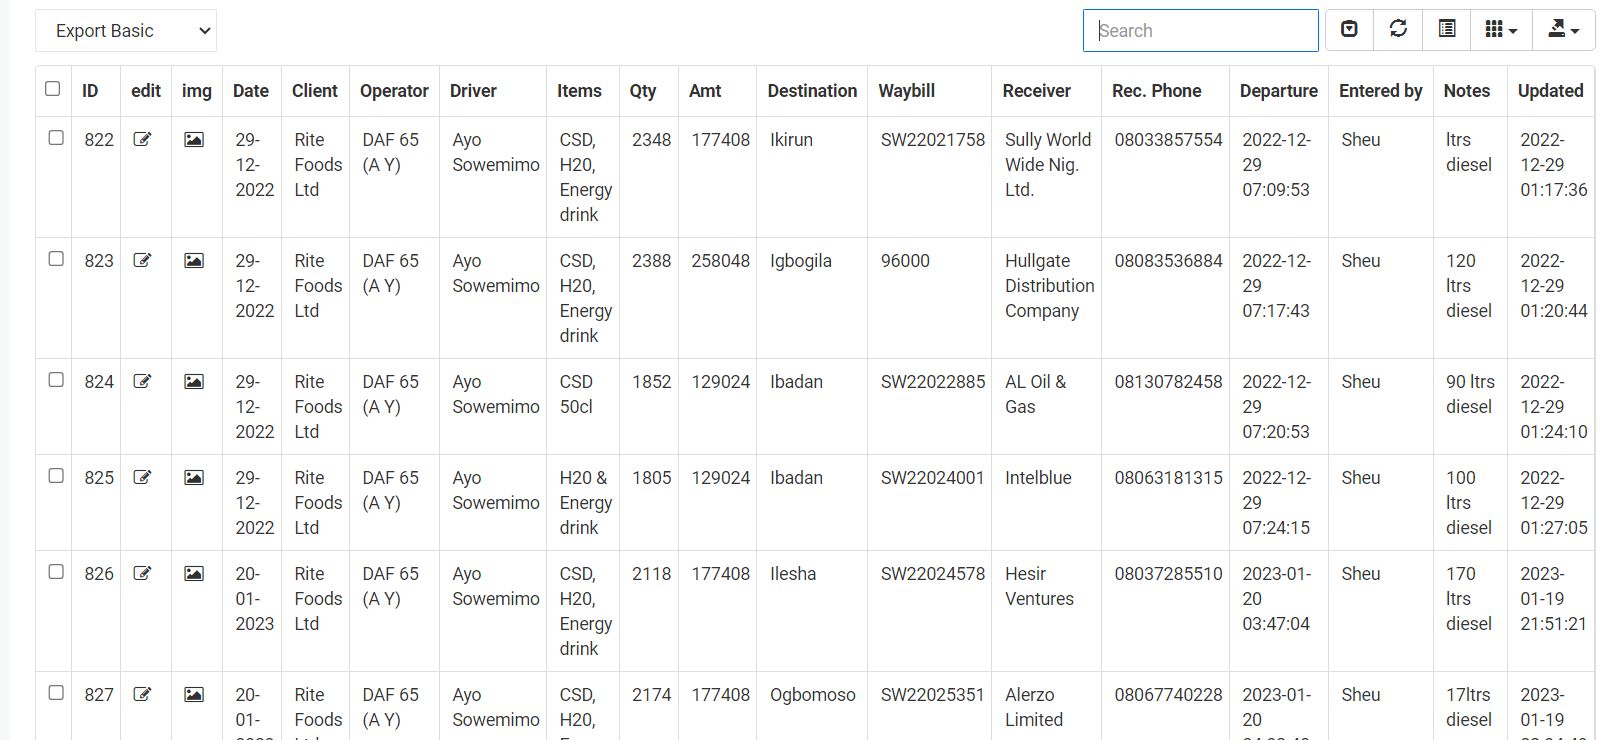 Export Basic
Search
ID edit img Date Client Operator Driver Items Qty Amt Destination Waybill Receiver Rec. Phone Departure Entered by Notes Updated
822 29- Rite DAF 65 Ayo CSD, 2348 177408 Ikirun SW22021758 Sully World 08033857554 2022-12- Sheu ltrs 2022-
12- Foods (A Y) Sowemimo H20, Wide Nig. 29 diesel 12-29
2022 Ltd Energy Ltd. 07:09:53 01:17:36
drink
823 29- Rite DAF 65 Ayo CSD, 2388 258048 Igbogila 96000 Hullgate 08083536884 2022-12- Sheu 120 2022-
12- Foods (A Y) Sowemimo H20, Distribution 29 ltrs 12-29
2022 Ltd Energy Company 07:17:43 diesel 01:20:44
drink
824 29- Rite DAF 65 Ayo CSD 1852 129024 Ibadan SW22022885 AL Oil & 08130782458 2022-12- Sheu 90 ltrs 2022-
12- Foods (A Y) Sowemimo 50cl Gas 29 diesel 12-29
2022 Ltd 07:20:53 01:24:10
825 29- Rite DAF 65 Ayo H20 & 1805 129024 Ibadan SW22024001 Intelblue 08063181315 2022-12- Sheu 100 2022-
12- Foods (A Y) Sowemimo Energy 29 ltrs 12-29
2022 Ltd drink 07:24:15 diesel 01:27:05
826 20- Rite DAF 65 Ayo CSD, 2118 177408 Ilesha SW22024578 Hesir 08037285510 2023-01- Sheu 170 2023-
01- Foods (A Y) Sowemimo H20, Ventures 20 ltrs 01-19
2023 Ltd Energy 03:47:04 diesel 21:51:21
drink
827 20- Rite DAF 65 Ayo CSD, 2174 177408 Ogbomoso SW22025351 Alerzo 08067740228 2023-01- Sheu 17ltrs 2023-
01- Foods (A Y) Sowemimo H20, Limited 20 diesel 01-19